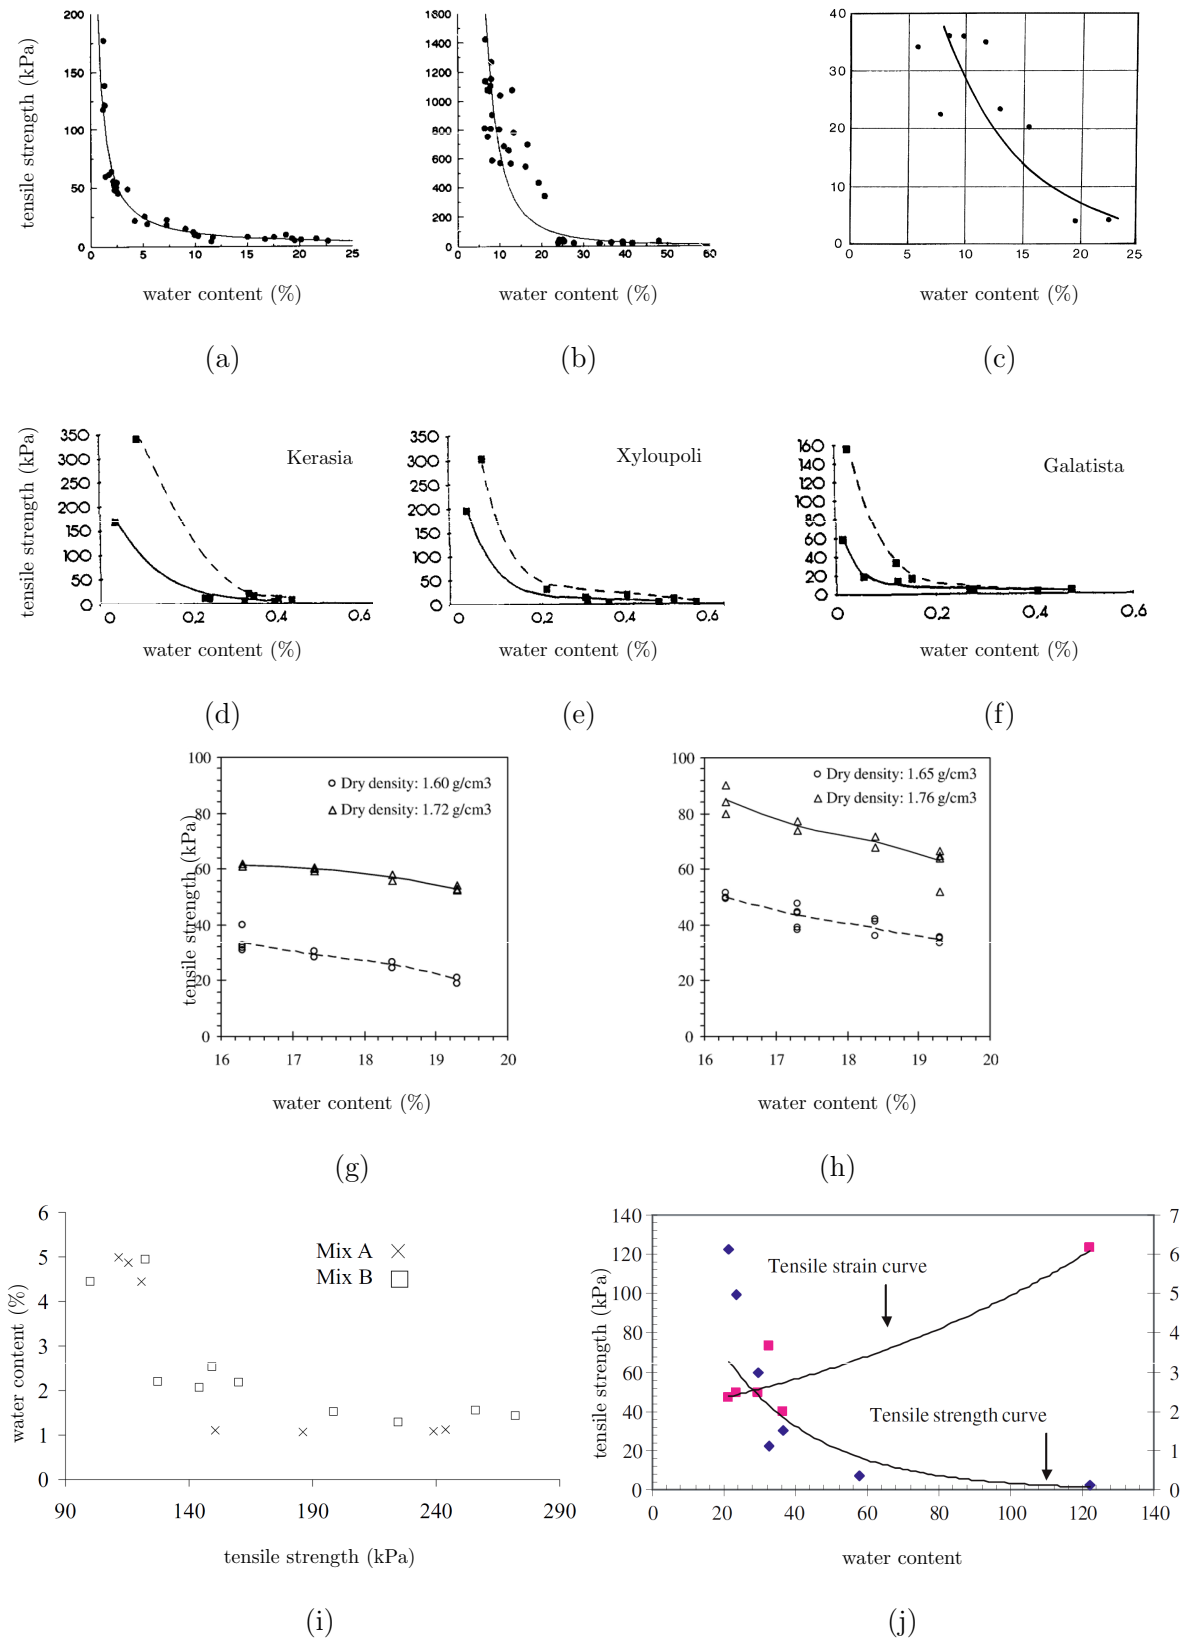 tensile strength (kPa)
200
150
100
50
0
0 5 10 15 20 25
water content (%)
(a)
1600
1400
1200
1000
800
600
400
200
0
0 10 20 30 40 50 60
water content (%)
(b)
40
30
20
10
0
0 5 10 15 20 25
water content (%)
(c)
tensile strength (kPa)
350
300
250
200
150
100
50
0
0 0,2 0,4 0,6
Kerasia
water content (%)
(d)
350
300
250
200
150
100
50
0
0 0,2 0,4 0.6
Xyloupoli
water content (%)
(e)
160
140
120
100
80
60
40
20
0
0 0,2 0,4 0,6
Galatista
water content (%)
(f)
tensile strength (kPa)
100
80
60
40
20
0
16 17 18 19 20
Dry density: 1.60 g/cm3
Dry density: 1.72 g/cm3
water content (%)
(g)
100
80
60
40
20
0
16 17 18 19 20
Dry density: 1.65 g/cm3
Dry density: 1.76 g/cm3
water content (%)
(h)
water content (%)
6
5
4
3
2
1
0
90 140 190 240 290
Mix A
Mix B
tensile strength (kPa)
(i)
tensile strength (kPa)
140
120
100
80
60
40
20
0
0 20 40 60 80 100 120 140
7
6
5
4
3
2
1
0
Tensile strain curve
Tensile strength curve
water content
(j)